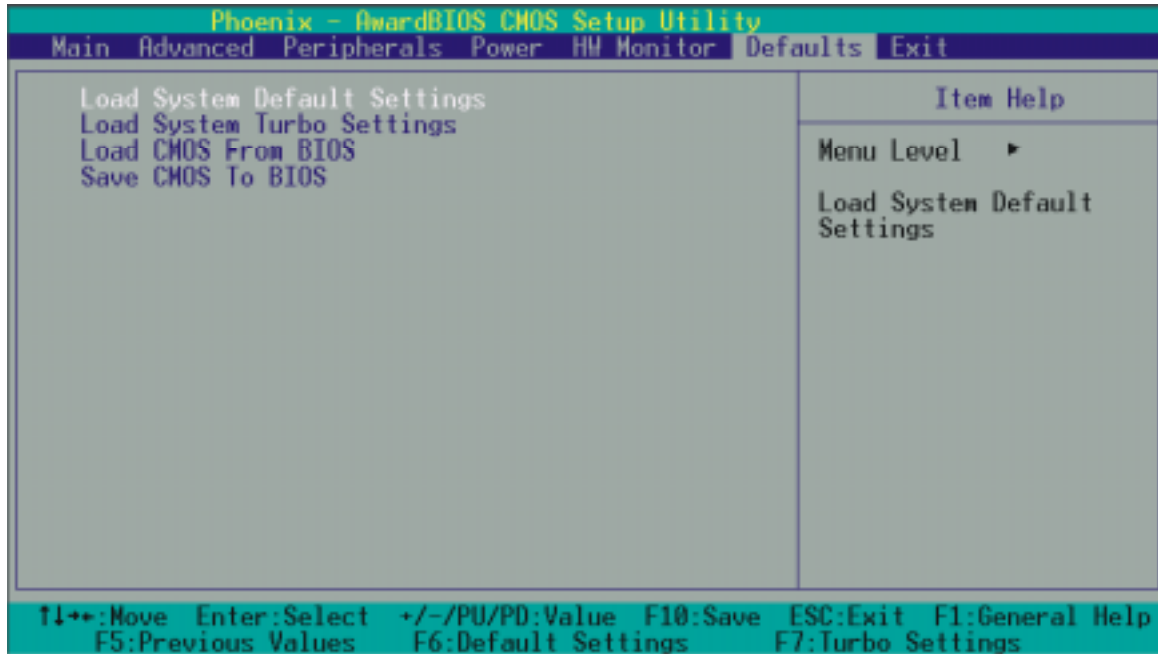 Phoenix - AwardBIOS CMOS Setup Utility
Main Advanced Peripherals Power HW Monitor Defaults Exit
Load System Default Settings
Load System Turbo Settings
Load CMOS From BIOS
Save CMOS To BIOS
Item Help
Menu Level ►
Load System Default
Settings
↑↓→←:Move Enter:Select +/-/PU/PD:Value F10:Save ESC:Exit F1:General Help
F5:Previous Values F6:Default Settings F7:Turbo Settings